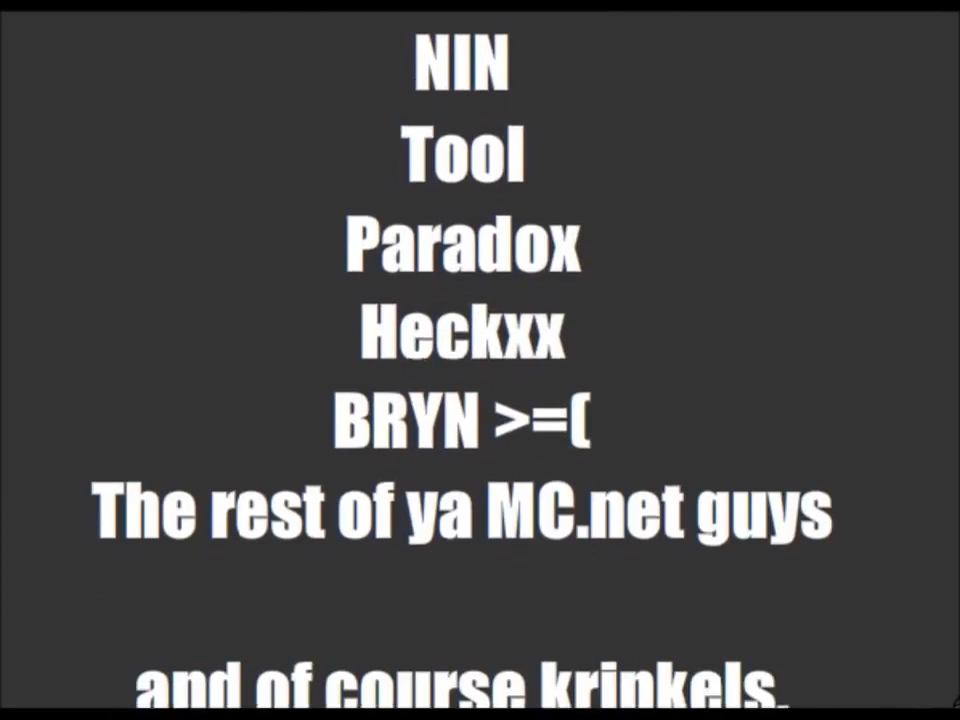 NIN
Tool
Paradox
Heckxx
BRYN >=(
The rest of ya MC.net guys
and of course krinkels.